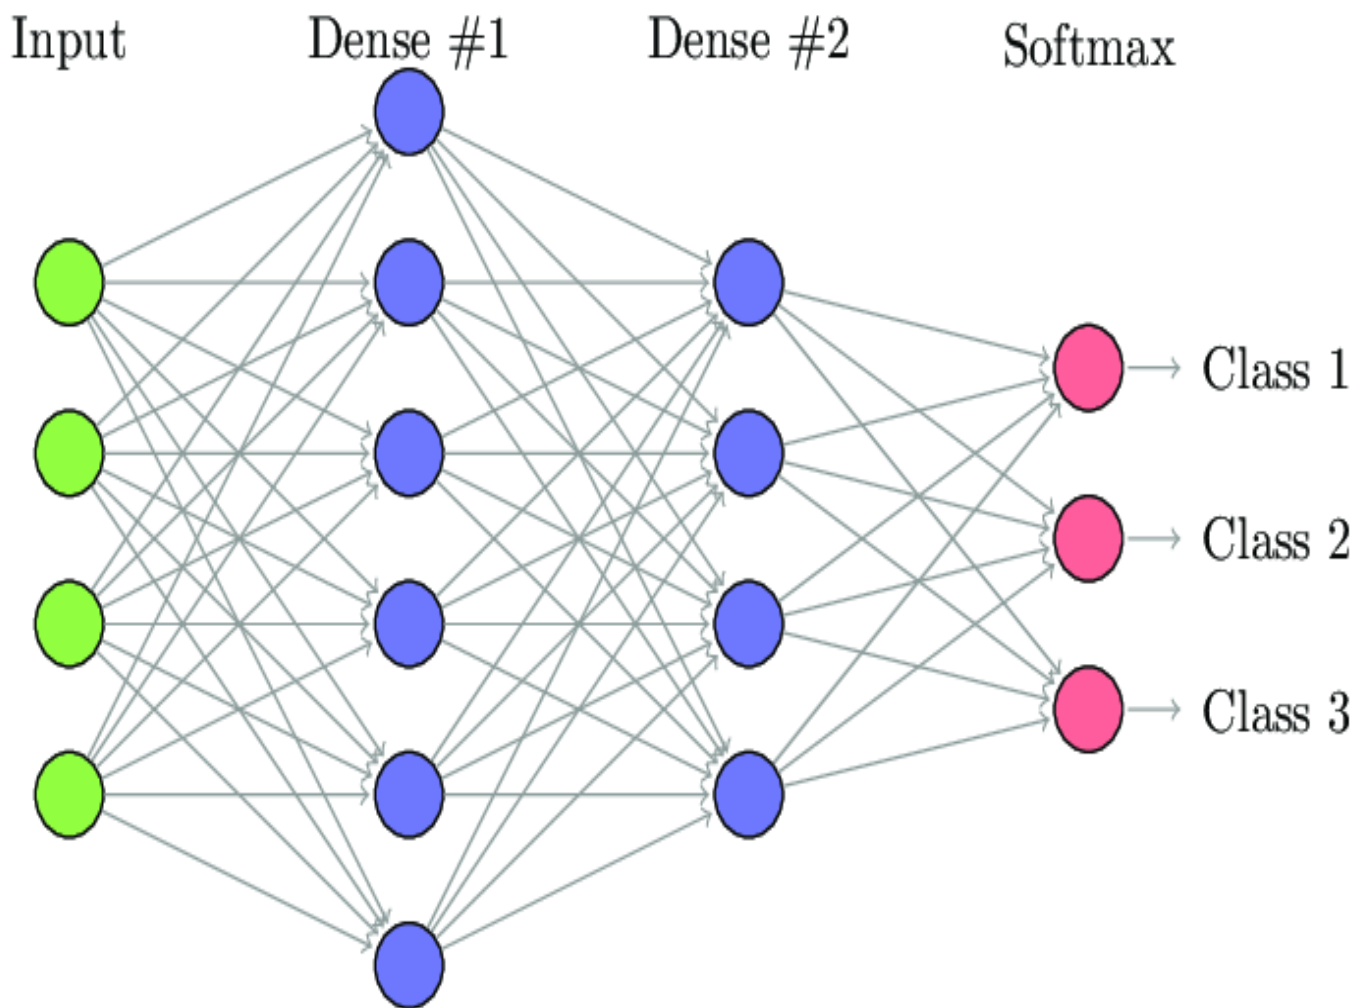 Input
Dense #1
Dense #2
Softmax
Class 1
Class 2
Class 3